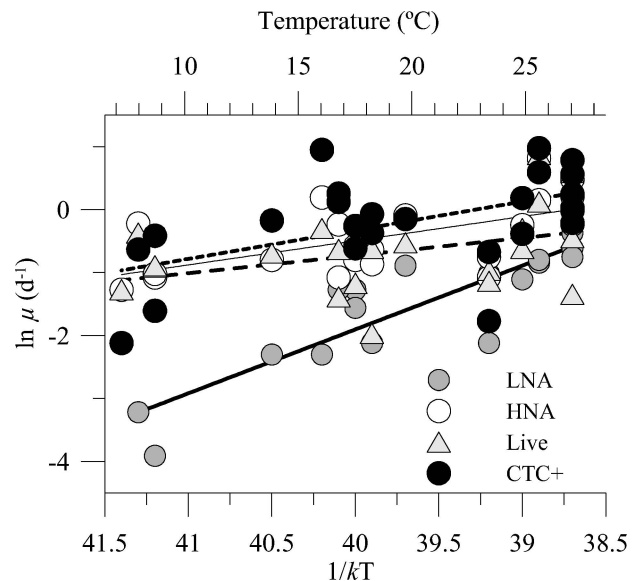 Temperature (ºC)
10 15 20 25
0
-2
-4
ln μ (d⁻¹)
LNA
HNA
Live
CTC+
41.5 41 40.5 40 39.5 39 38.5
1/kT